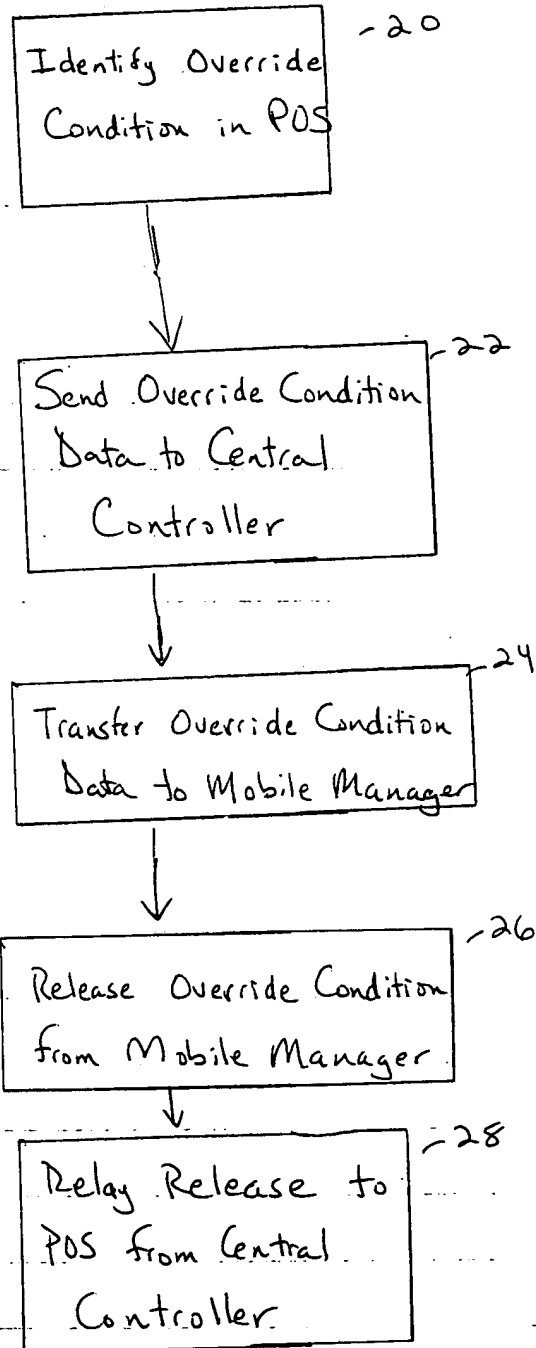 -20
Identify Override
Condition in POS
-22
Send Override Condition
Data to Central
Controller
-24
Transfer Override Condition
Data to Mobile Manager
-26
Release Override Condition
from Mobile Manager
-28
Relay Release to
POS from Central
Controller